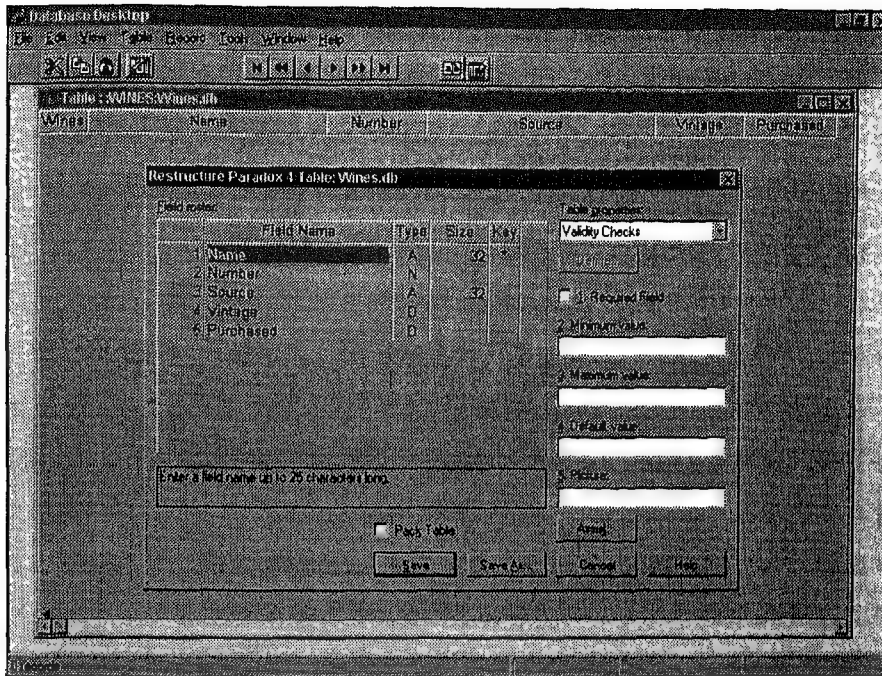 Database Desktop
File Edit View Table Record Tools Window Help
Table : :WINES:Wines.db
Wines Name Number Source Vintage Purchased
Restructure Paradox 4 Table: Wines.db
Field roster:
Table properties:
Field Name Type Size Key
Validity Checks
1 Name A 32 *
2 Number N
3 Source A 32
4 Vintage D
5 Purchased D
Define...
1. Required Field
2. Minimum value:
3. Maximum value:
4. Default value:
5. Picture:
Enter a field name up to 25 characters long.
Assist...
Pack Table
Save
Save As...
Cancel
Help